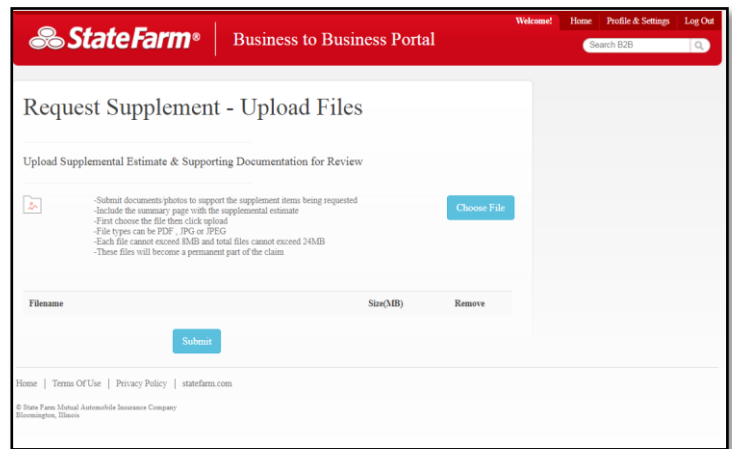 Welcome! Home Profile & Settings Log Out
StateFarm® Business to Business Portal
Search B2B
Request Supplement - Upload Files
Upload Supplemental Estimate & Supporting Documentation for Review
-Submit documents/photos to support the supplement items being requested
-Include the summary page with the supplemental estimate
-First choose the file then click upload
-File types can be PDF , JPG or JPEG
-Each file cannot exceed 8MB and total files cannot exceed 24MB
-These files will become a permanent part of the claim
Choose File
Filename Size(MB) Remove
Submit
Home | Terms Of Use | Privacy Policy | statefarm.com
© State Farm Mutual Automobile Insurance Company
Bloomington, Illinois